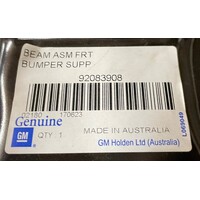 BEAM ASM FRT
BUMPER SUPP
92083908
02180 170623
Genuine
GM
QTY 1
MADE IN AUSTRALIA
GM Holden Ltd (Australia)
L063049